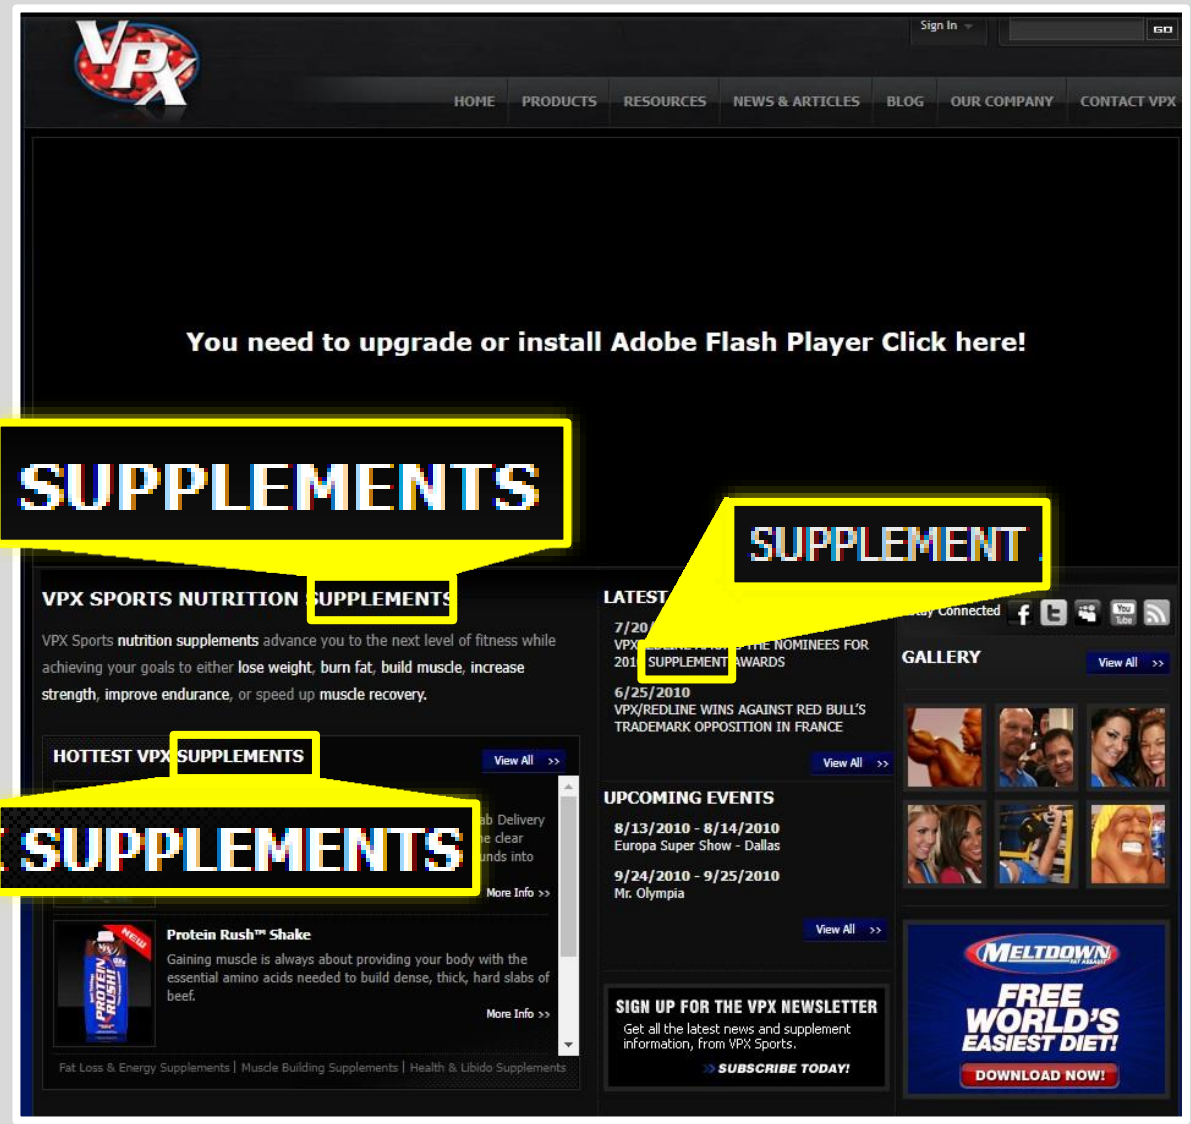 VPX
Sign In
GO
HOME PRODUCTS RESOURCES NEWS & ARTICLES BLOG OUR COMPANY CONTACT VPX
You need to upgrade or install Adobe Flash Player Click here!
SUPPLEMENTS
SUPPLEMENT
VPX SPORTS NUTRITION SUPPLEMENTS
VPX Sports nutrition supplements advance you to the next level of fitness while
achieving your goals to either lose weight, burn fat, build muscle, increase
strength, improve endurance, or speed up muscle recovery.
HOTTEST VPX SUPPLEMENTS
View All >>
SUPPLEMENTS
Delivery
clear
into
More Info >>
NEW
PROTEIN RUSH!
Protein Rush™ Shake
Gaining muscle is always about providing your body with the
essential amino acids needed to build dense, thick, hard slabs of
beef.
More Info >>
Fat Loss & Energy Supplements | Muscle Building Supplements | Health & Libido Supplements
LATEST
7/20/
NOMINEES FOR
SUPPLEMENT AWARDS
6/25/2010
VPX/REDLINE WINS AGAINST RED BULL'S
TRADEMARK OPPOSITION IN FRANCE
View All >>
UPCOMING EVENTS
8/13/2010 - 8/14/2010
Europa Super Show - Dallas
9/24/2010 - 9/25/2010
Mr. Olympia
View All >>
SIGN UP FOR THE VPX NEWSLETTER
Get all the latest news and supplement
information, from VPX Sports.
>> SUBSCRIBE TODAY!
Connected
You Tube
GALLERY
View All >>
MELTDOWN
FREE
WORLD'S
EASIEST DIET!
DOWNLOAD NOW!